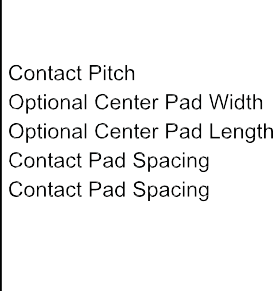 Contact Pitch
Optional Center Pad Width
Optional Center Pad Length
Contact Pad Spacing
Contact Pad Spacing